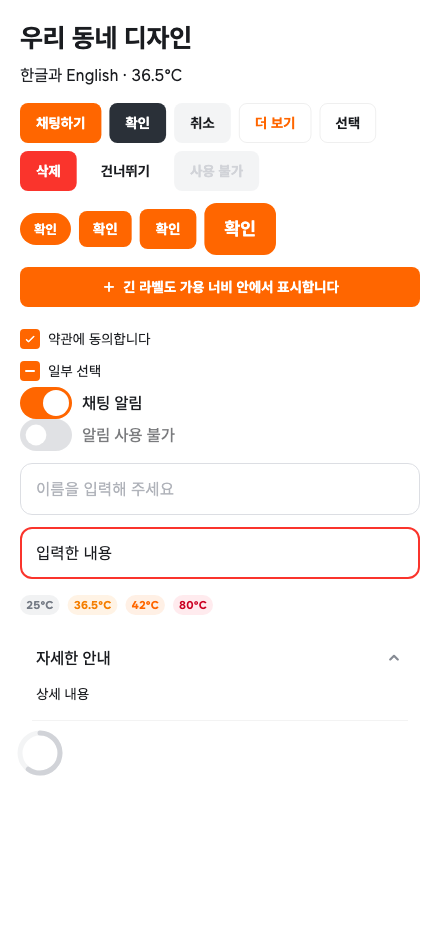 우리 동네 디자인
한글과 English · 36.5°C
채팅하기 확인 취소 더 보기 선택
삭제 건너뛰기 사용 불가
확인 확인 확인 확인
+ 긴 라벨도 가용 너비 안에서 표시합니다
약관에 동의합니다
일부 선택
채팅 알림
알림 사용 불가
이름을 입력해 주세요
입력한 내용
25°C 36.5°C 42°C 80°C
자세한 안내
상세 내용